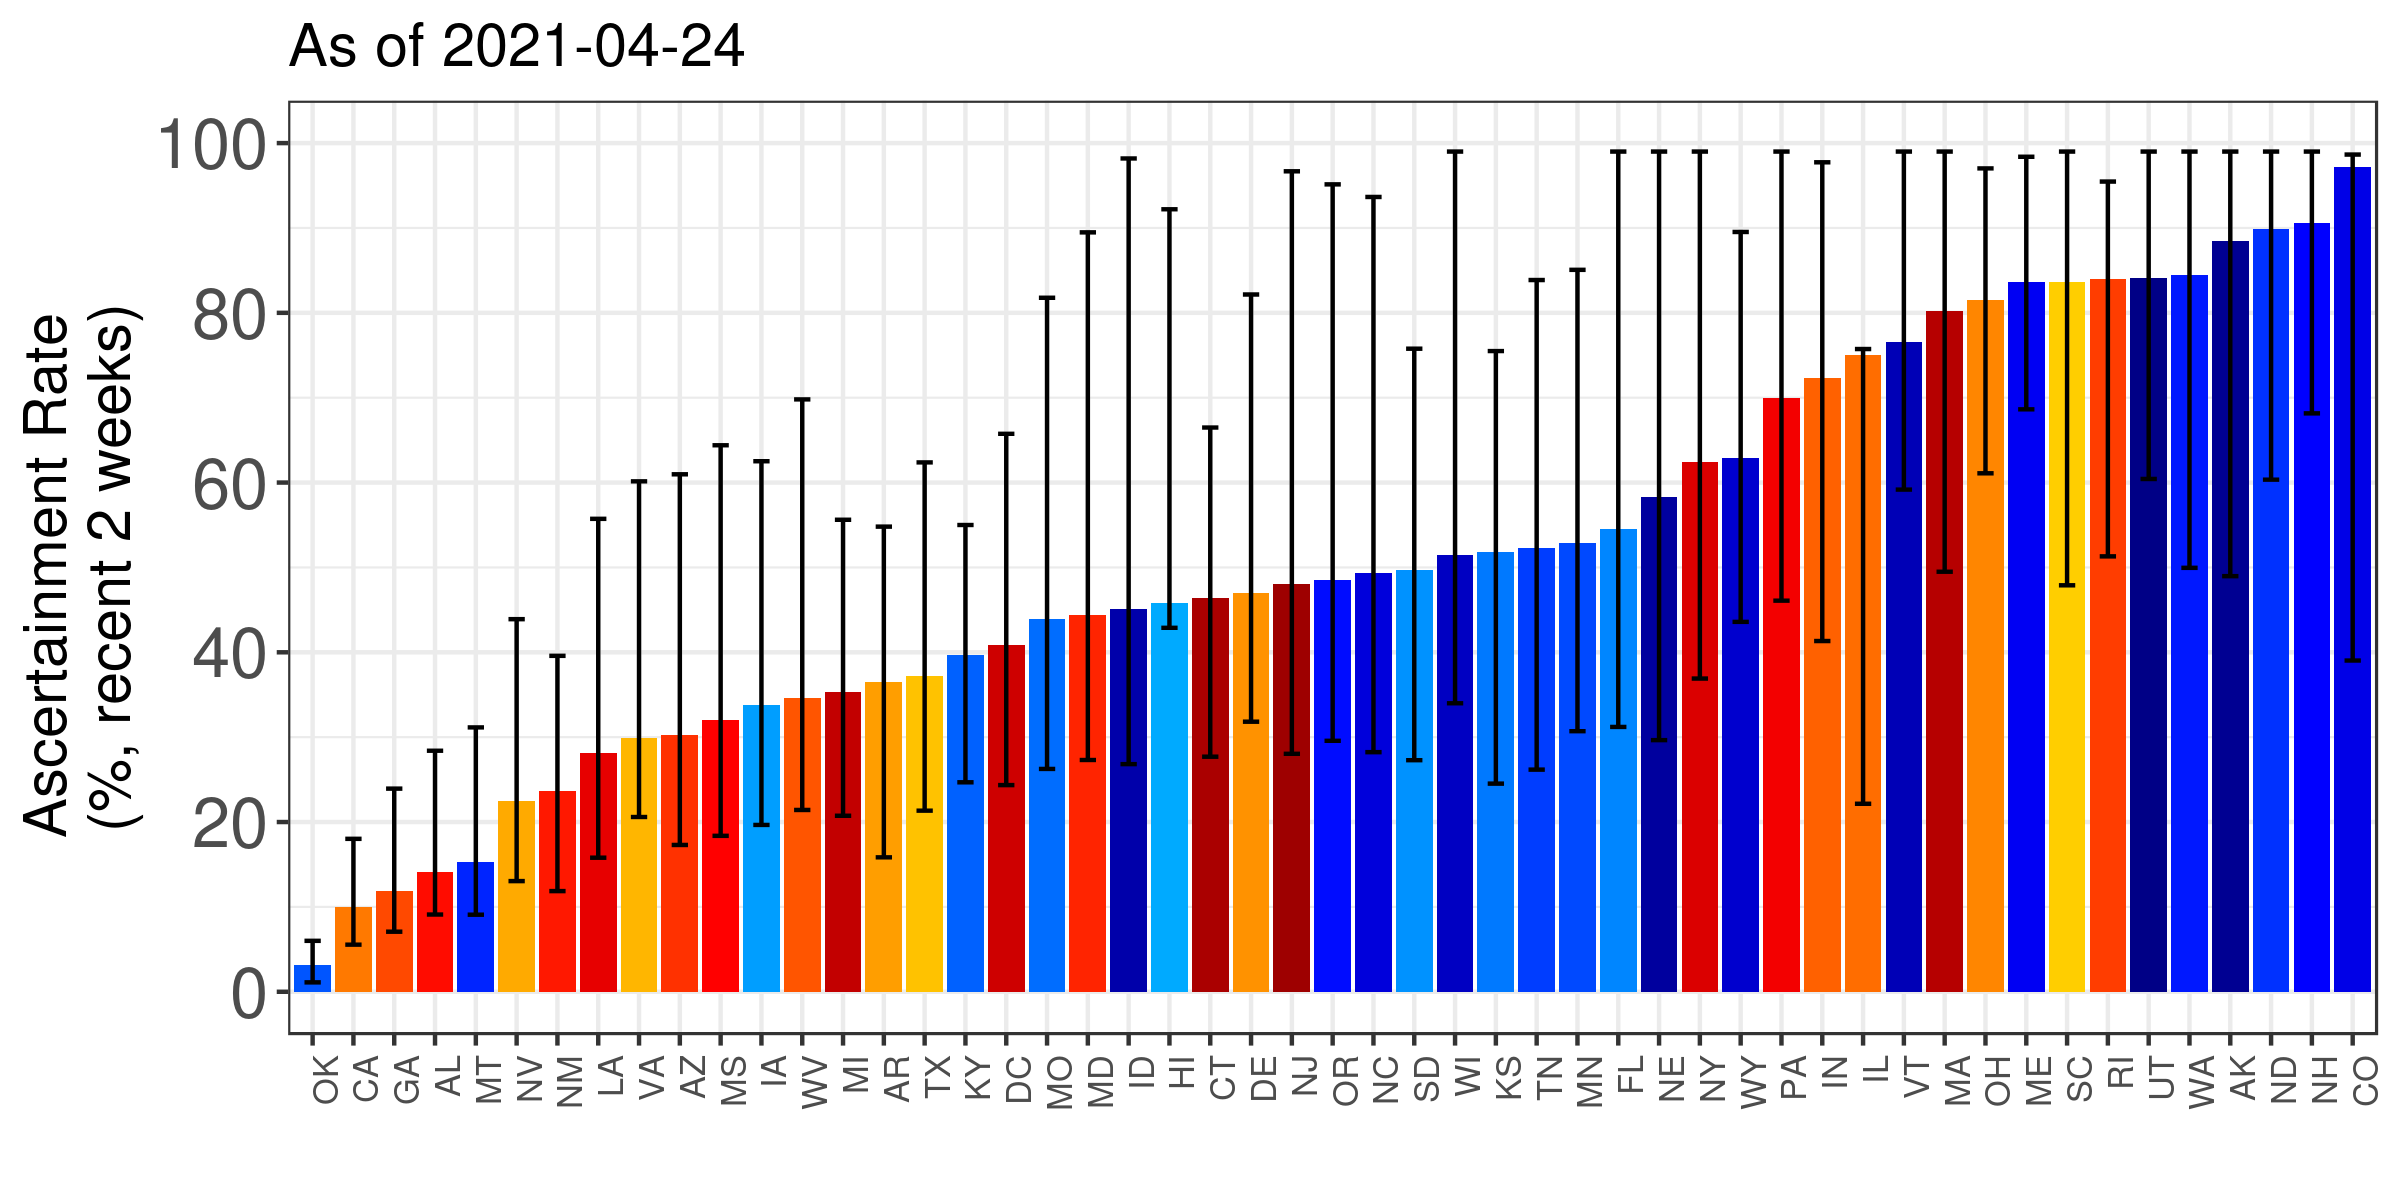 As of 2021-04-24
Ascertainment Rate
(%, recent 2 weeks)
100
80
60
40
20
0
OK CA GA AL MT NV NM LA VA AZ MS IA WV MI AR TX KY DC MO MD ID HI CT DE NJ OR NC SD WI KS TN MN FL NE NY WY PA IN IL VT MA OH ME SC RI UT WA AK ND NH CO